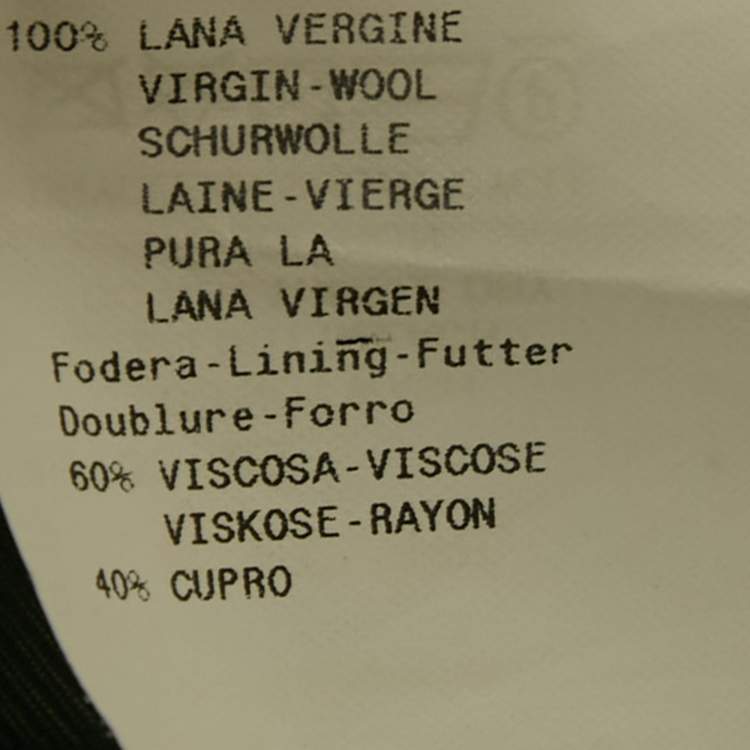 100% LANA VERGINE
VIRGIN-WOOL
SCHURWOLLE
LAINE-VIERGE
PURA LA
LANA VIRGEN
Fodera-Lining-Futter
Doublure-Forro
60% VISCOSA-VISCOSE
VISKOSE-RAYON
40% CUPRO